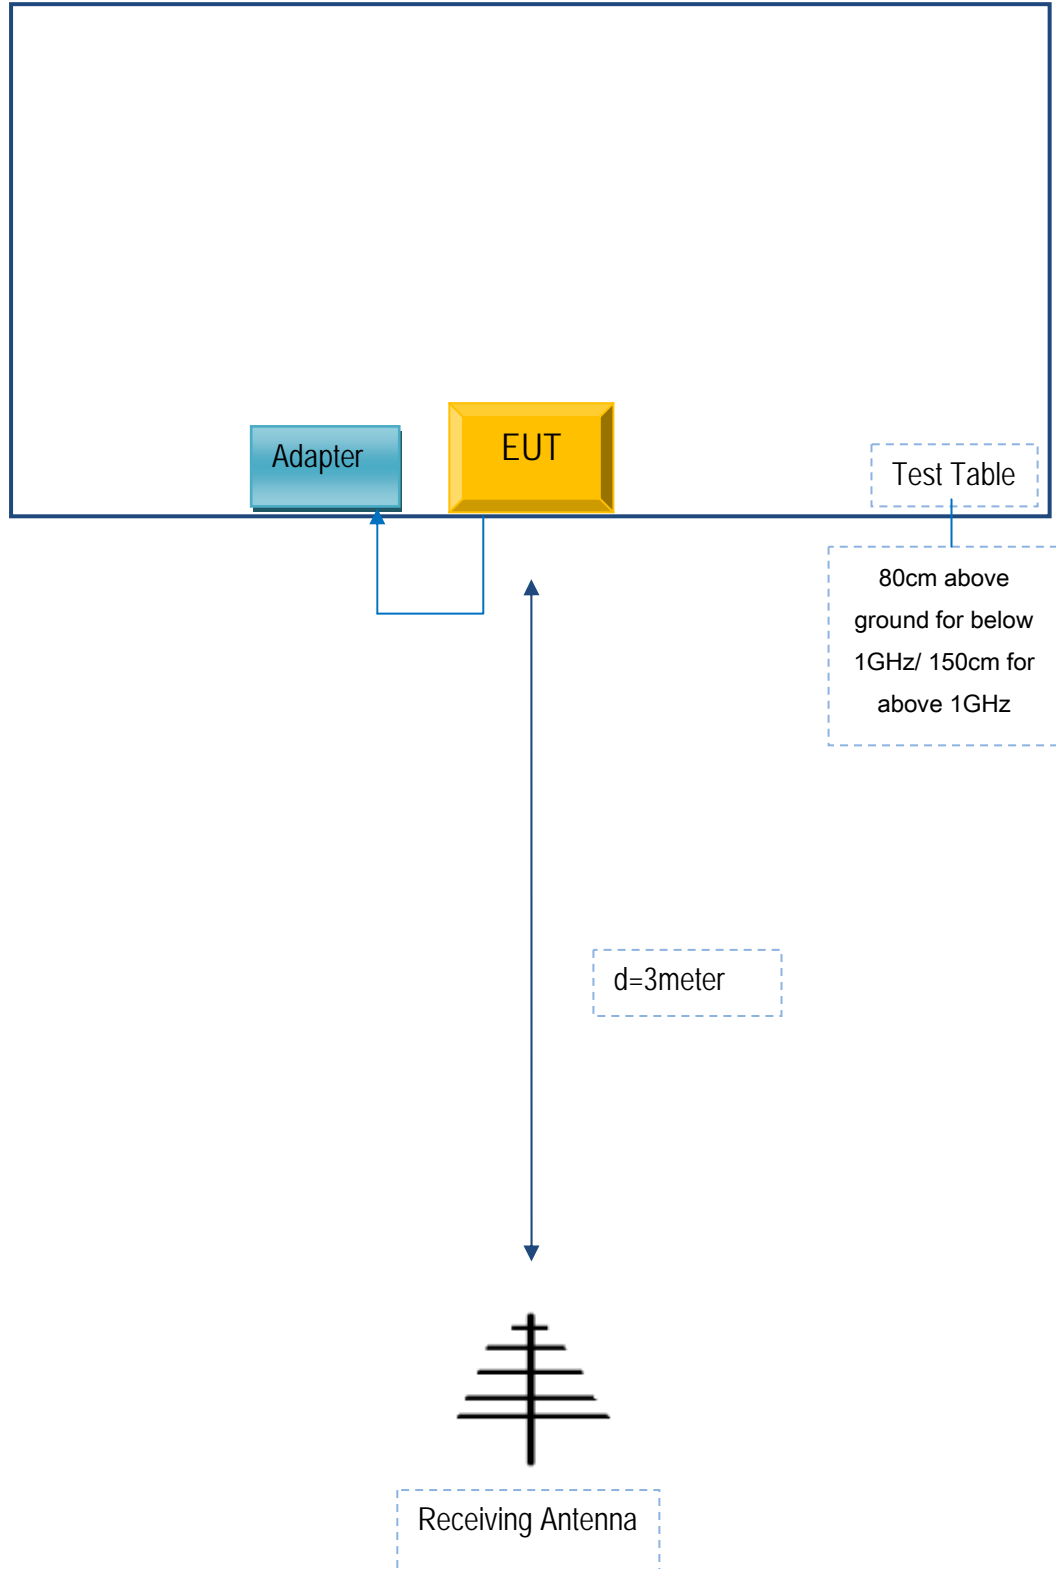 Adapter
EUT
Test Table
80cm above
ground for below
1GHz/ 150cm for
above 1GHz
d=3meter
Receiving Antenna